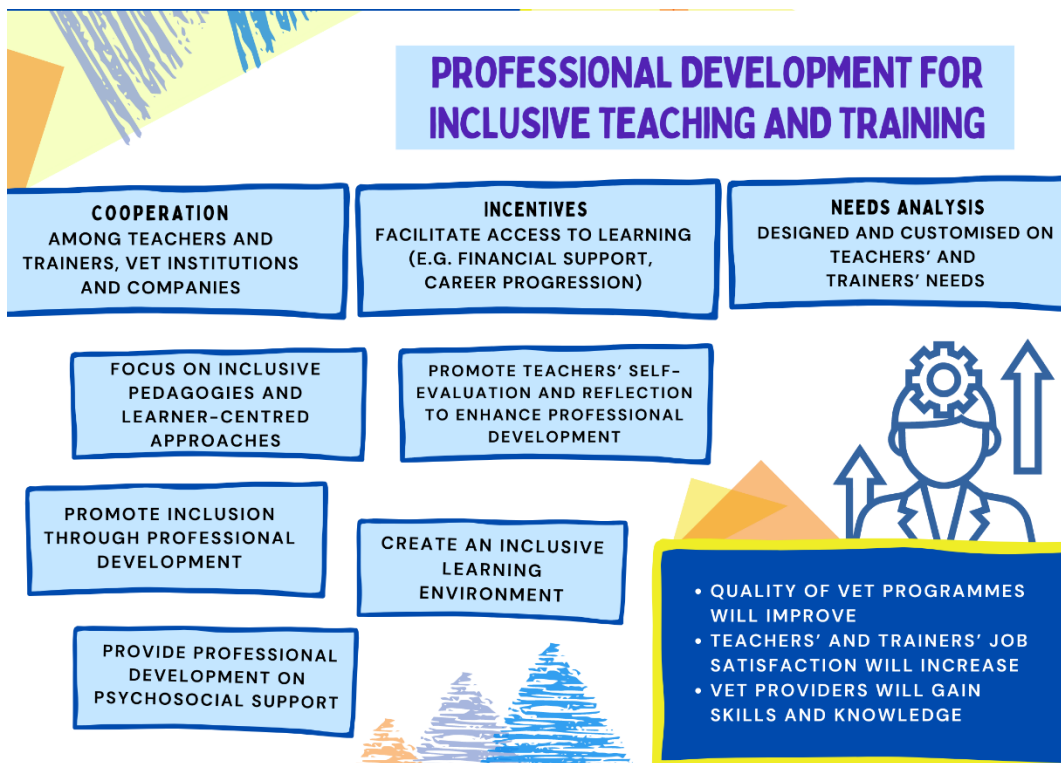 PROFESSIONAL DEVELOPMENT FOR
INCLUSIVE TEACHING AND TRAINING
COOPERATION
AMONG TEACHERS AND
TRAINERS, VET INSTITUTIONS
AND COMPANIES
INCENTIVES
FACILITATE ACCESS TO LEARNING
(E.G. FINANCIAL SUPPORT,
CAREER PROGRESSION)
NEEDS ANALYSIS
DESIGNED AND CUSTOMISED ON
TEACHERS’ AND
TRAINERS’ NEEDS
FOCUS ON INCLUSIVE
PEDAGOGIES AND
LEARNER-CENTRED
APPROACHES
PROMOTE TEACHERS’ SELF-
EVALUATION AND REFLECTION
TO ENHANCE PROFESSIONAL
DEVELOPMENT
PROMOTE INCLUSION
THROUGH PROFESSIONAL
DEVELOPMENT
CREATE AN INCLUSIVE
LEARNING
ENVIRONMENT
PROVIDE PROFESSIONAL
DEVELOPMENT ON
PSYCHOSOCIAL SUPPORT
• QUALITY OF VET PROGRAMMES
WILL IMPROVE
• TEACHERS’ AND TRAINERS’ JOB
SATISFACTION WILL INCREASE
• VET PROVIDERS WILL GAIN
SKILLS AND KNOWLEDGE